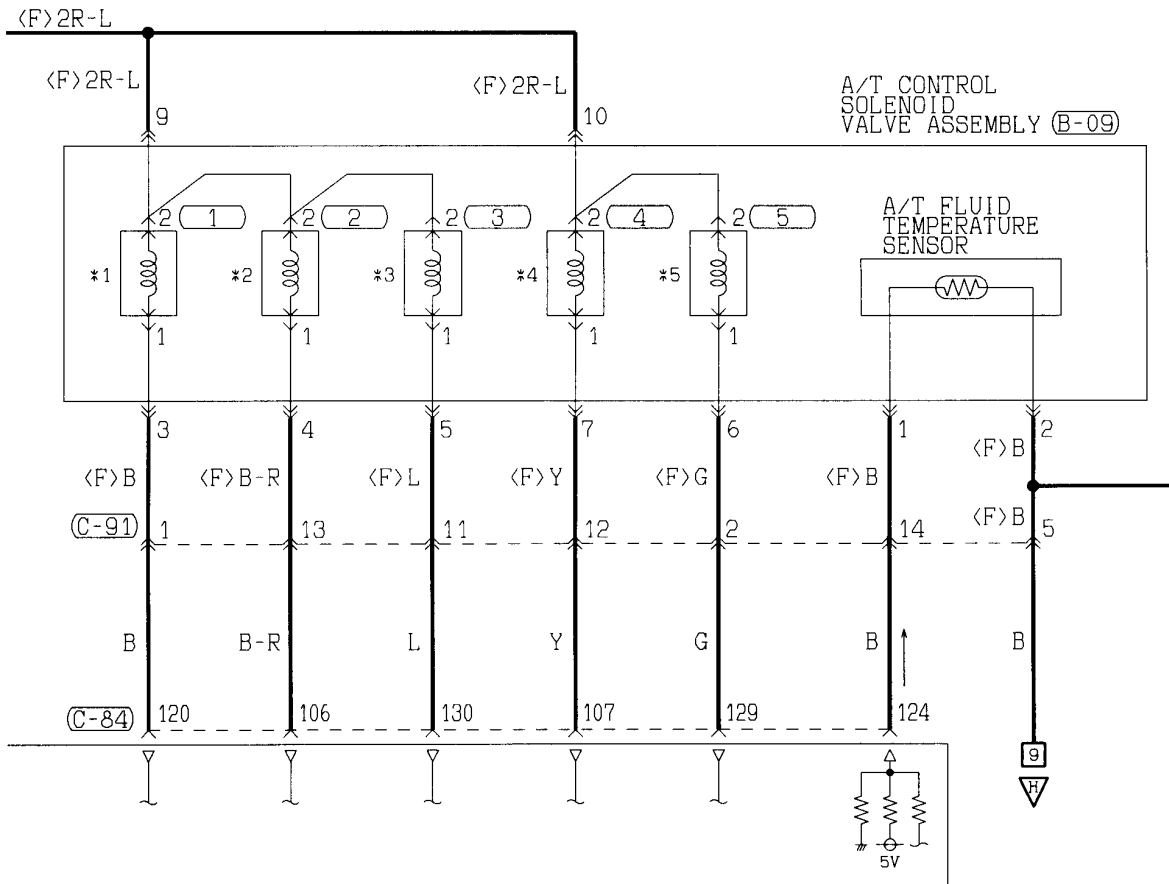 <F>2R-L
<F>2R-L
<F>2R-L
9
10
A/T CONTROL
SOLENOID
VALVE ASSEMBLY B-09
2 1
2 2
2 3
2 4
2 5
A/T FLUID
TEMPERATURE
SENSOR
*1
*2
*3
*4
*5
1
1
1
1
1
3
4
5
7
6
1
2
<F>B
<F>B-R
<F>L
<F>Y
<F>G
<F>B
<F>B
<F>B
C-91
1
13
11
12
2
14
5
B
B-R
L
Y
G
B
B
C-84
120
106
130
107
129
124
9
H
5V